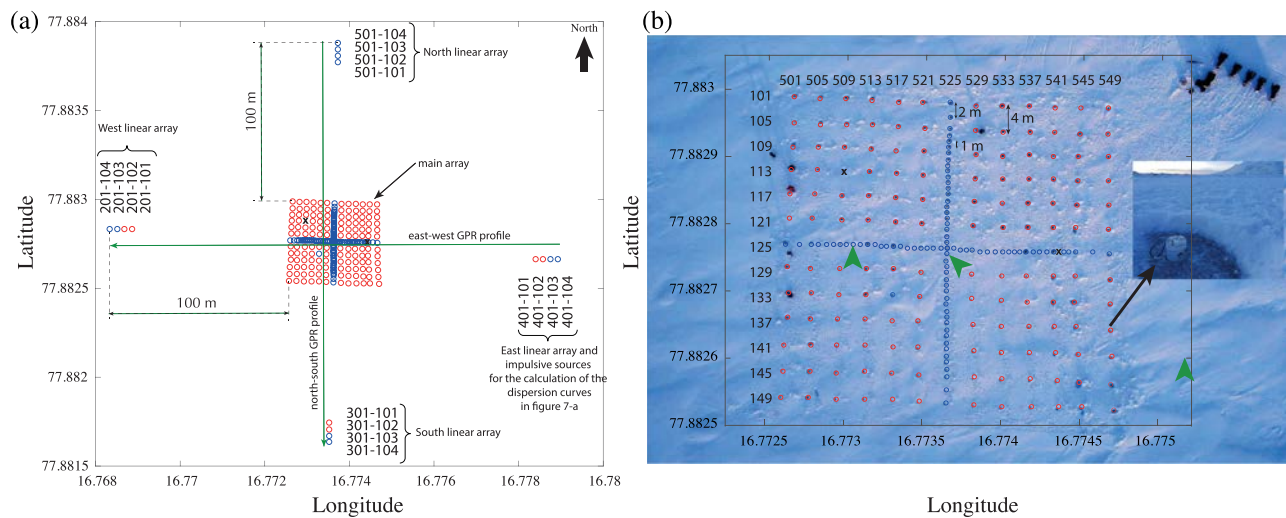 (a)
77.884
77.8835
77.883
77.8825
77.882
77.8815
Latitude
16.768
16.77
16.772
16.774
16.776
16.778
16.78
Longitude
501-104
501-103
501-102
501-101
North linear array
North
100 m
West linear array
201-104
201-103
201-102
201-101
main array
x
x
east-west GPR profile
100 m
north-south GPR profile
401-101
401-102
401-103
401-104
East linear array and
impulsive sources
for the calculation of the
dispersion curves
in figure 7-a
301-101
301-102
301-103
301-104
South linear array
(b)
77.883
77.8829
77.8828
77.8827
77.8826
77.8825
Latitude
501 505 509 513 517 521 525 529 533 537 541 545 549
101
105
109
113
117
121
125
129
133
137
141
145
149
2 m
4 m
1 m
x
x
16.7725
16.773
16.7735
16.774
16.7745
16.775
Longitude